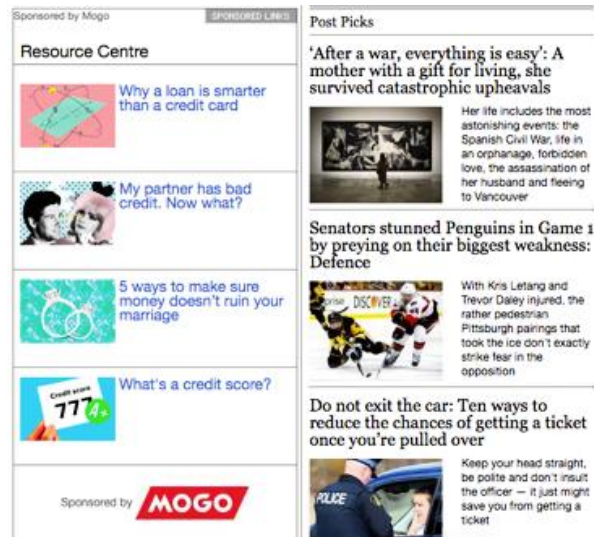 Sponsored by Mogo
SPONSORED LINKS
Resource Centre
Why a loan is smarter
than a credit card
My partner has bad
credit. Now what?
5 ways to make sure
money doesn't ruin your
marriage
Credit score
777
A+
What's a credit score?
Sponsored by MOGO
Post Picks
‘After a war, everything is easy’: A
mother with a gift for living, she
survived catastrophic upheavals
Her life includes the most
astonishing events: the
Spanish Civil War, life in
an orphanage, forbidden
love, the assassination of
her husband and fleeing
to Vancouver
Senators stunned Penguins in Game 1
by preying on their biggest weakness:
Defence
prise DISCOVER
With Kris Letang and
Trevor Daley injured, the
rather pedestrian
Pittsburgh pairings that
took the ice don't exactly
strike fear in the
opposition
Do not exit the car: Ten ways to
reduce the chances of getting a ticket
once you're pulled over
POLICE
Keep your head straight,
be polite and don't insult
the officer — it just might
save you from getting a
ticket